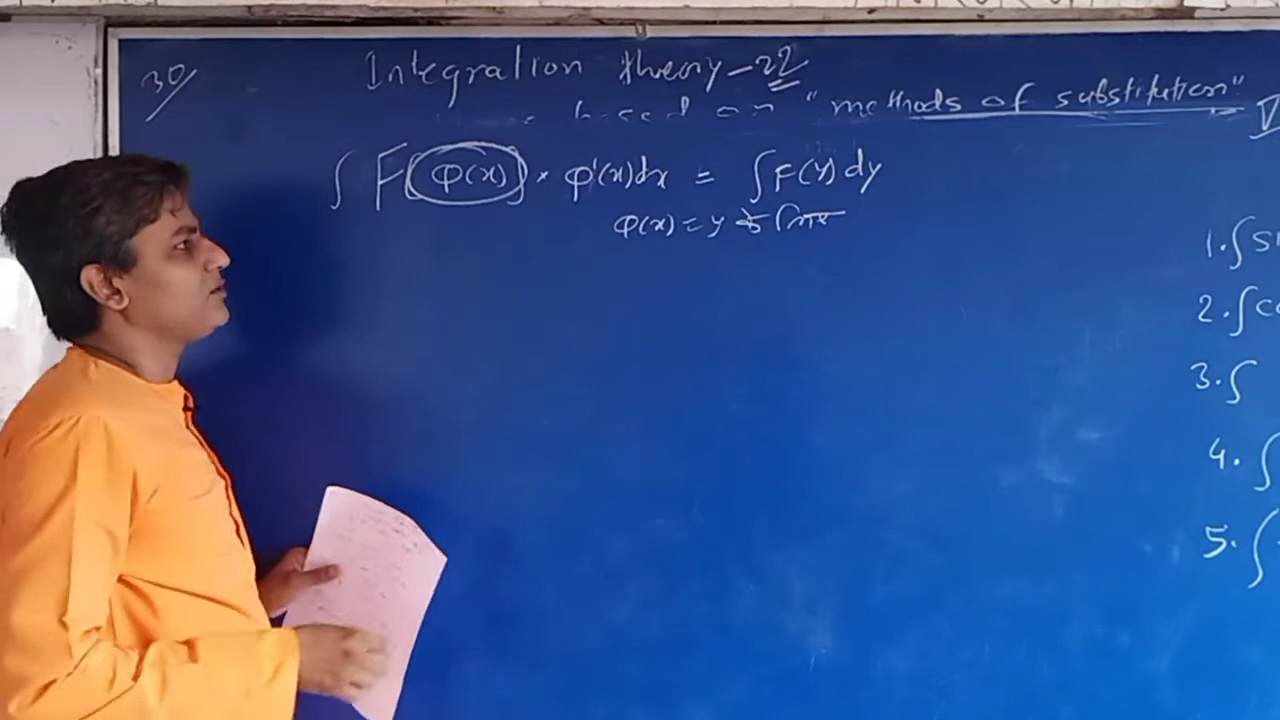 30/
Integration theory-22
based on "methods of substitution"
V
∫ F[φ(x)] × φ'(x)dx = ∫F(y)dy
φ(x) = y के लिए
1. ∫ S
2. ∫ C
3. ∫
4. ∫
5. ∫